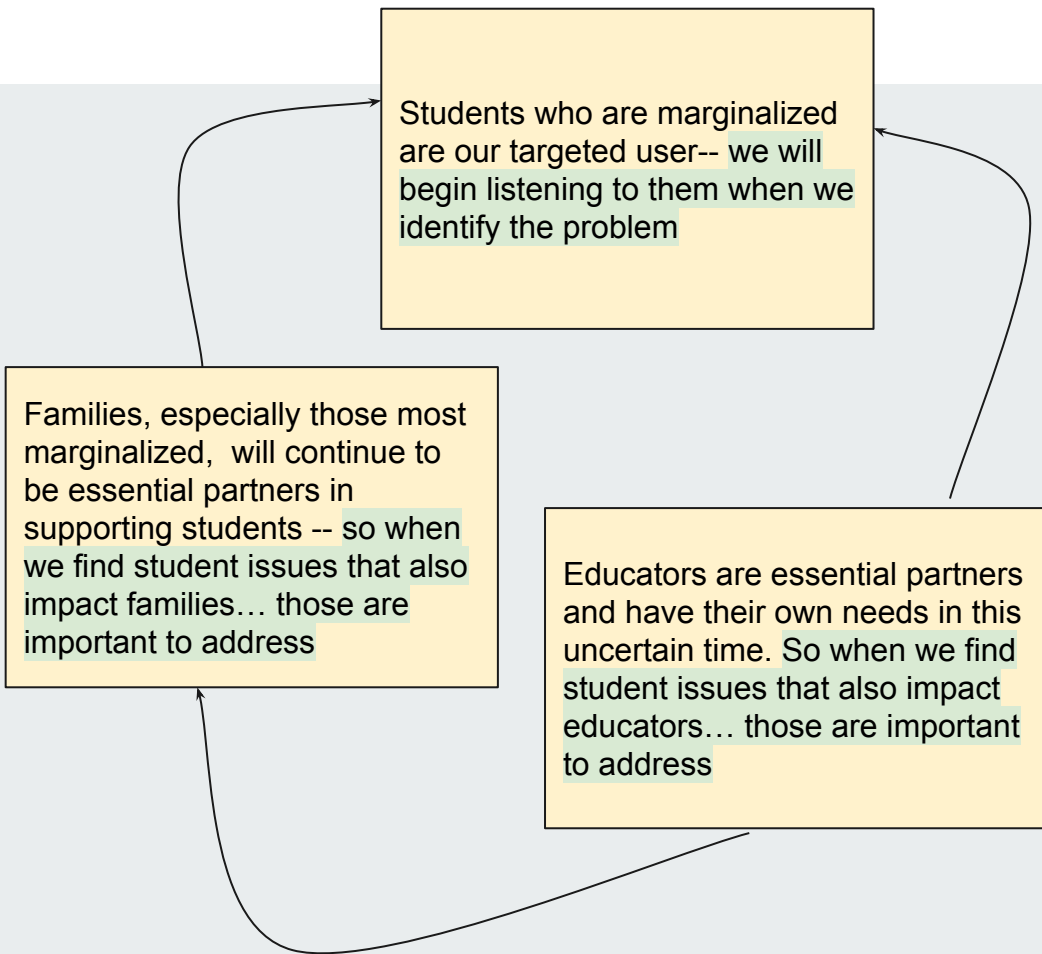 Students who are marginalized
are our targeted user-- we will
begin listening to them when we
identify the problem
Families, especially those most
marginalized,  will continue to
be essential partners in
supporting students -- so when
we find student issues that also
impact families… those are
important to address
Educators are essential partners
and have their own needs in this
uncertain time. So when we find
student issues that also impact
educators… those are important
to address